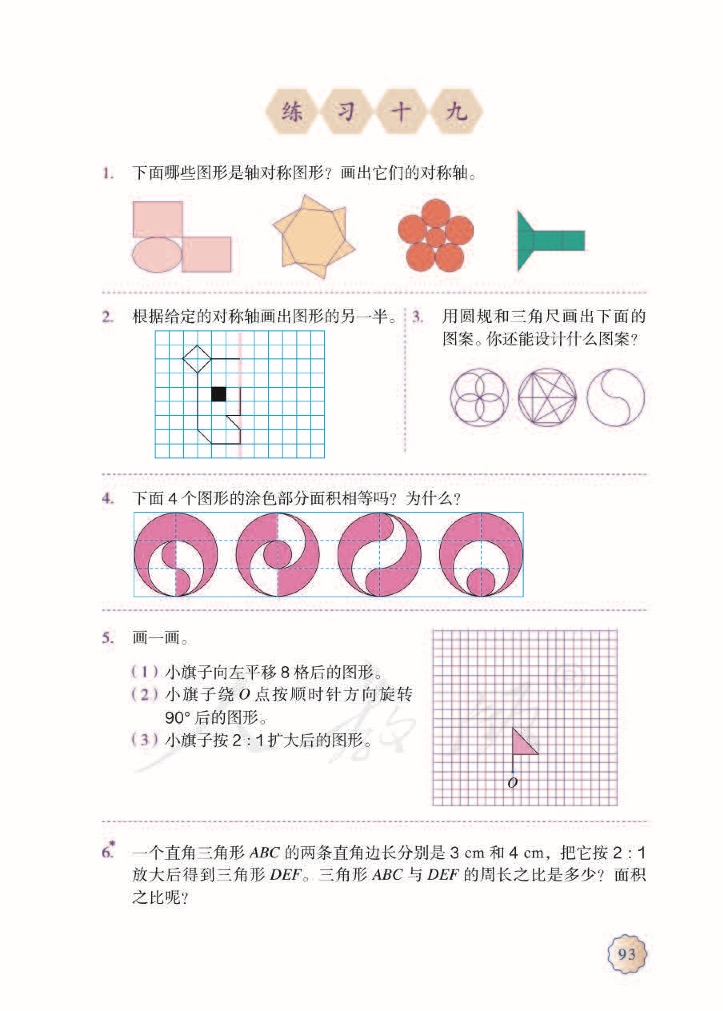 练习十九
1. 下面哪些图形是轴对称图形？画出它们的对称轴。
2. 根据给定的对称轴画出图形的另一半。
3. 用圆规和三角尺画出下面的
图案。你还能设计什么图案？
4. 下面 4 个图形的涂色部分面积相等吗？为什么？
5. 画一画。
（1）小旗子向左平移 8 格后的图形。
（2）小旗子绕 O 点按顺时针方向旋转
90° 后的图形。
（3）小旗子按 2 : 1 扩大后的图形。
O
6*. 一个直角三角形 ABC 的两条直角边长分别是 3 cm 和 4 cm，把它按 2 : 1
放大后得到三角形 DEF。三角形 ABC 与 DEF 的周长之比是多少？面积
之比呢？
93